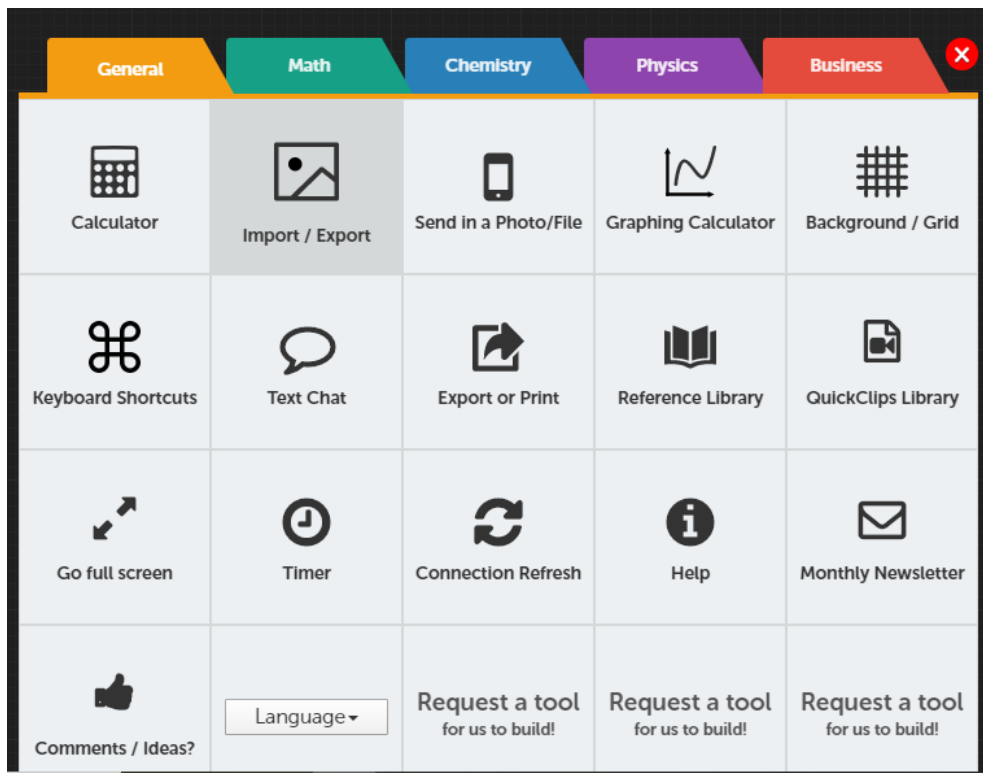 General
Math
Chemistry
Physics
Business
Calculator
Import / Export
Send in a Photo/File
Graphing Calculator
Background / Grid
Keyboard Shortcuts
Text Chat
Export or Print
Reference Library
QuickClips Library
Go full screen
Timer
Connection Refresh
Help
Monthly Newsletter
Comments / Ideas?
Language
Request a tool
for us to build!
Request a tool
for us to build!
Request a tool
for us to build!